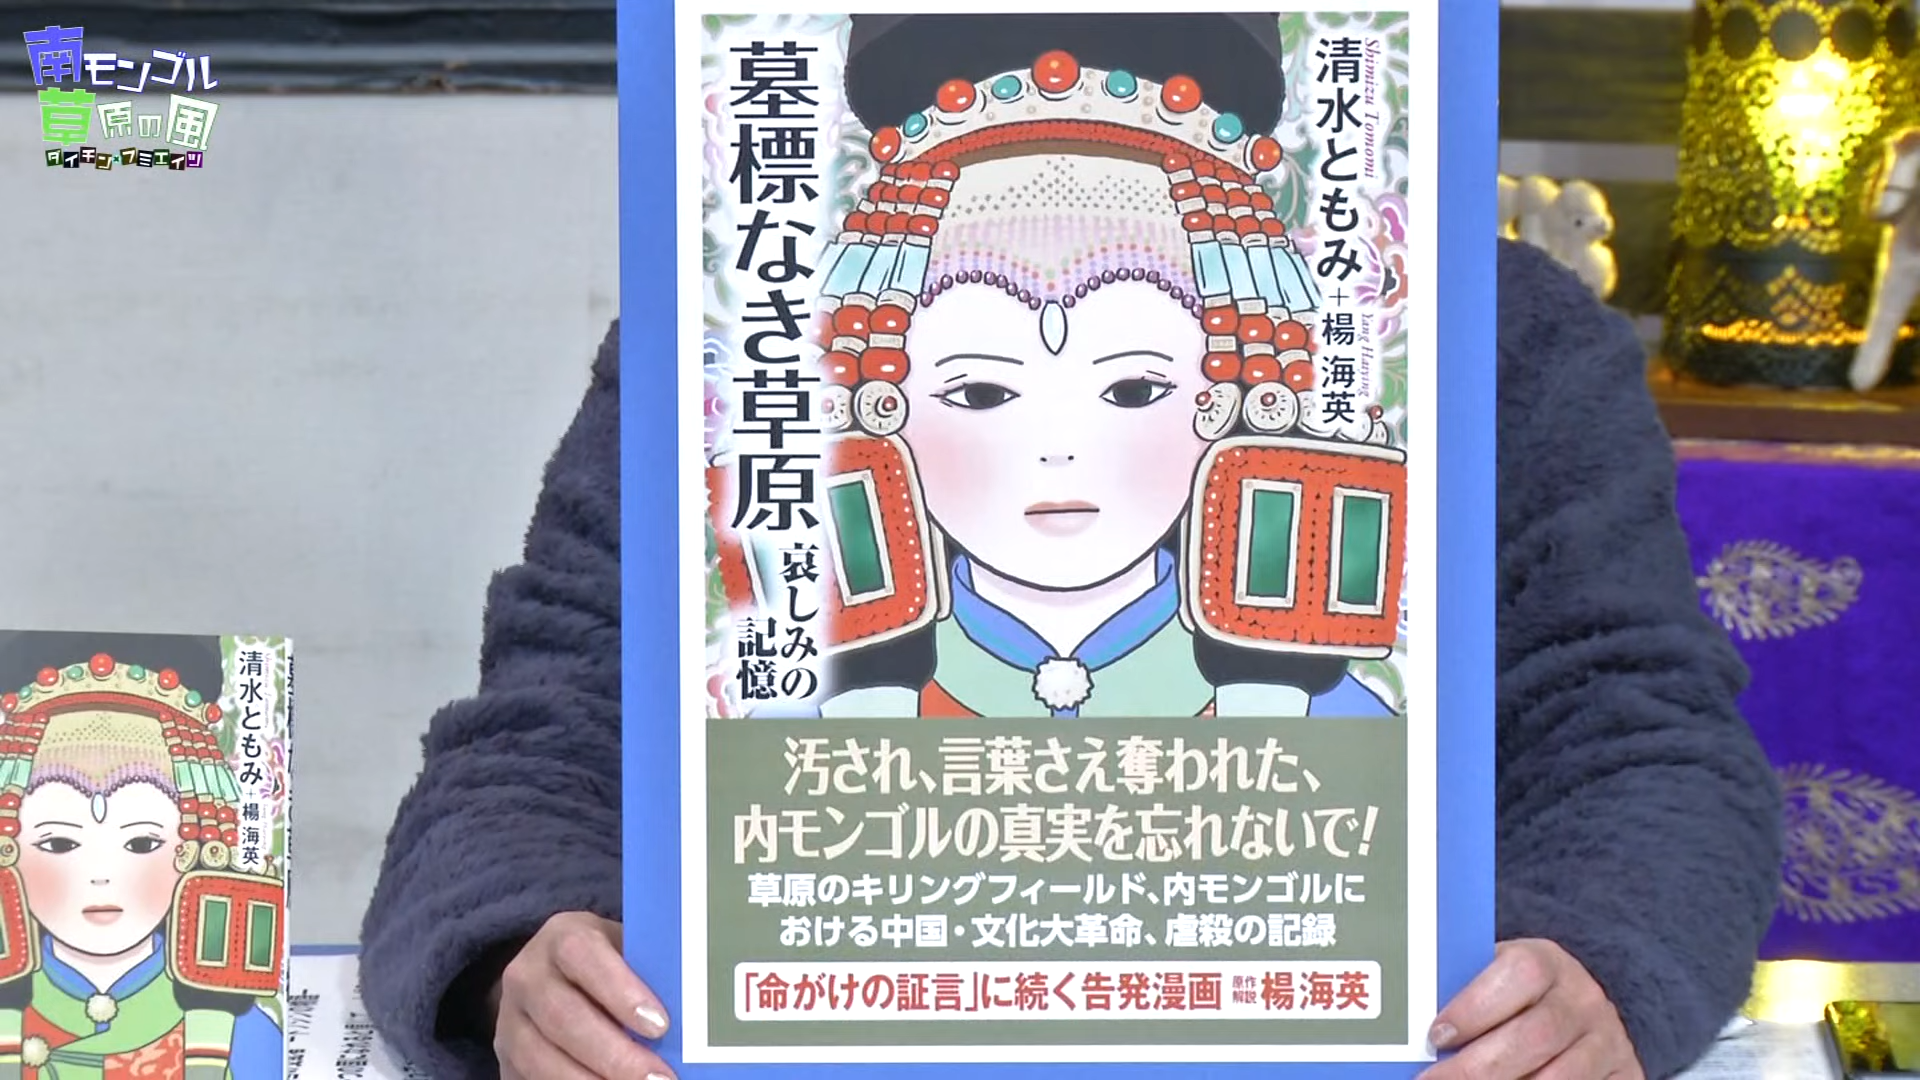 南モンゴル
草原の風
ダイチン×フミエイツ
墓標なき草原
哀しみの
記憶
清水ともみ
Shimizu Tomomi
+楊海英
Yang Haiying
汚され、言葉さえ奪われた、
内モンゴルの真実を忘れないで!
草原のキリングフィールド、内モンゴルに
おける中国・文化大革命、虐殺の記録
「命がけの証言」に続く告発漫画 原作 解説 楊海英
清水ともみ
楊海英